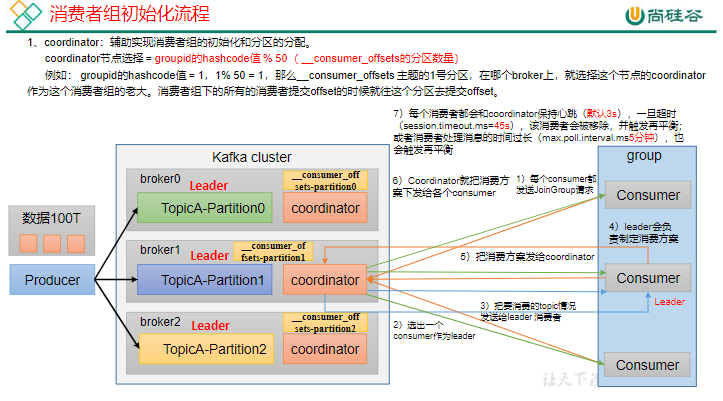 消费者组初始化流程
尚硅谷
1、coordinator：辅助实现消费者组的初始化和分区的分配。
coordinator节点选择 = groupid的hashcode值 % 50（ __consumer_offsets的分区数量）
例如： groupid的hashcode值 = 1，1% 50 = 1，那么__consumer_offsets 主题的1号分区，在哪个broker上，就选择这个节点的coordinator
作为这个消费者组的老大。消费者组下的所有的消费者提交offset的时候就往这个分区去提交offset。
7）每个消费者都会和coordinator保持心跳（默认3s），一旦超时
（session.timeout.ms=45s），该消费者会被移除，并触发再平衡；
或者消费者处理消息的时间过长（max.poll.interval.ms5分钟），也
会触发再平衡
Kafka cluster
group
broker0
Leader
__consumer_off
sets-partition0
TopicA-Partition0
coordinator
6）Coordinator就把消费方
案下发给各个consumer
1）每个consumer都
发送JoinGroup请求
Consumer
数据100T
4）leader会负
责制定消费方案
broker1
Leader
__consumer_of
fsets-partition1
5）把消费方案发给coordinator
Producer
TopicA-Partition1
coordinator
Consumer
Leader
3）把要消费的topic情况
发送给leader 消费者
broker2
Leader
__consumer_off
sets-partition2
2）选出一个
consumer作为leader
TopicA-Partition2
coordinator
Consumer
让天下